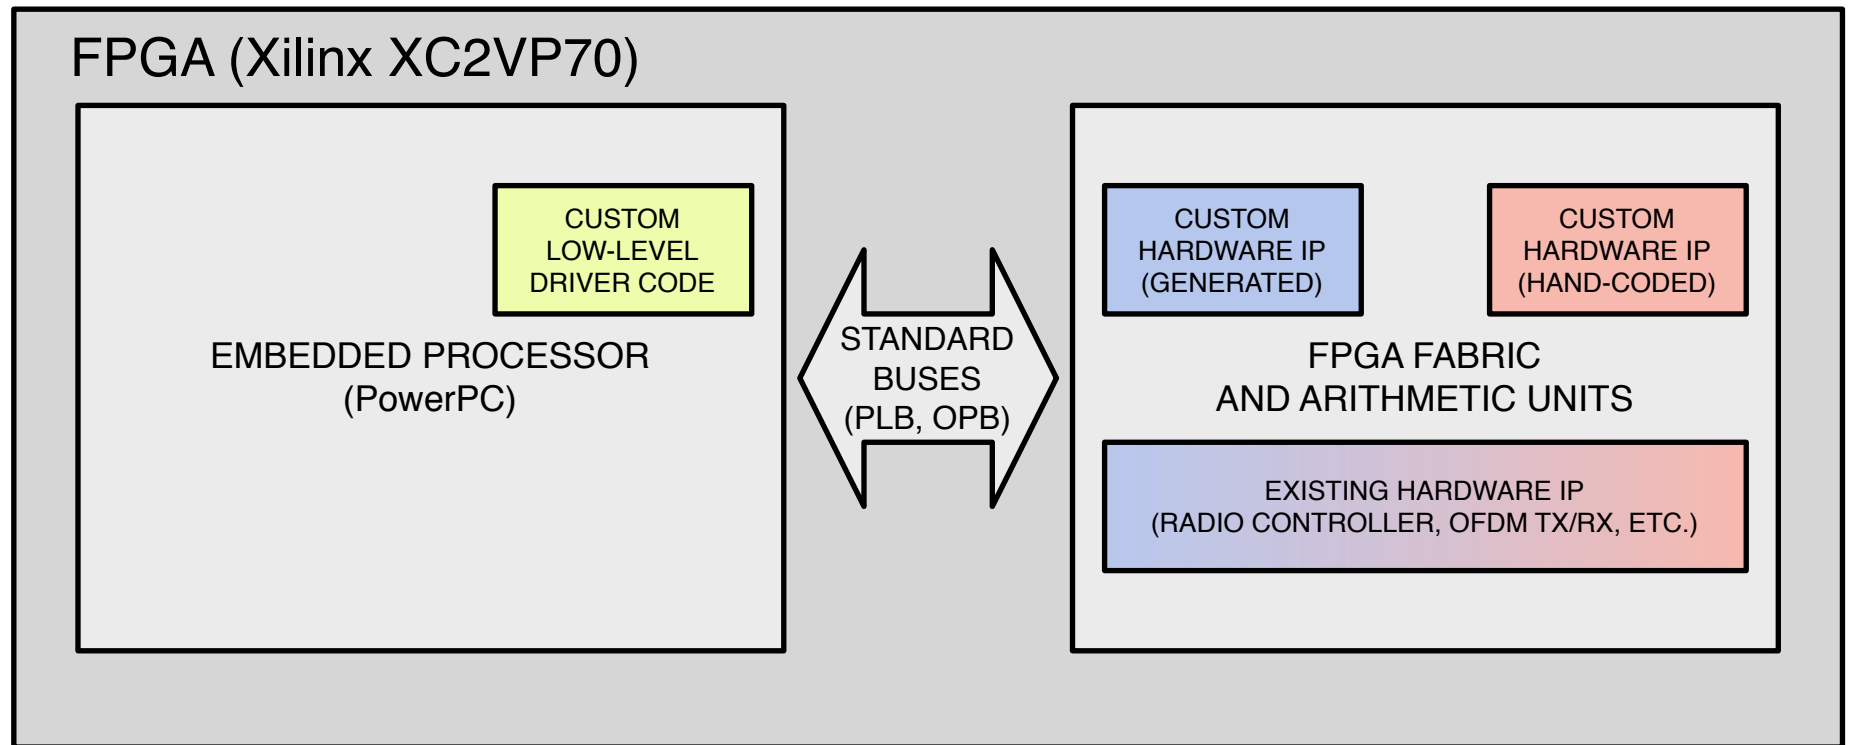 FPGA (Xilinx XC2VP70)
CUSTOM
LOW-LEVEL
DRIVER CODE
EMBEDDED PROCESSOR
(PowerPC)
STANDARD
BUSES
(PLB, OPB)
CUSTOM
HARDWARE IP
(GENERATED)
CUSTOM
HARDWARE IP
(HAND-CODED)
FPGA FABRIC
AND ARITHMETIC UNITS
EXISTING HARDWARE IP
(RADIO CONTROLLER, OFDM TX/RX, ETC.)